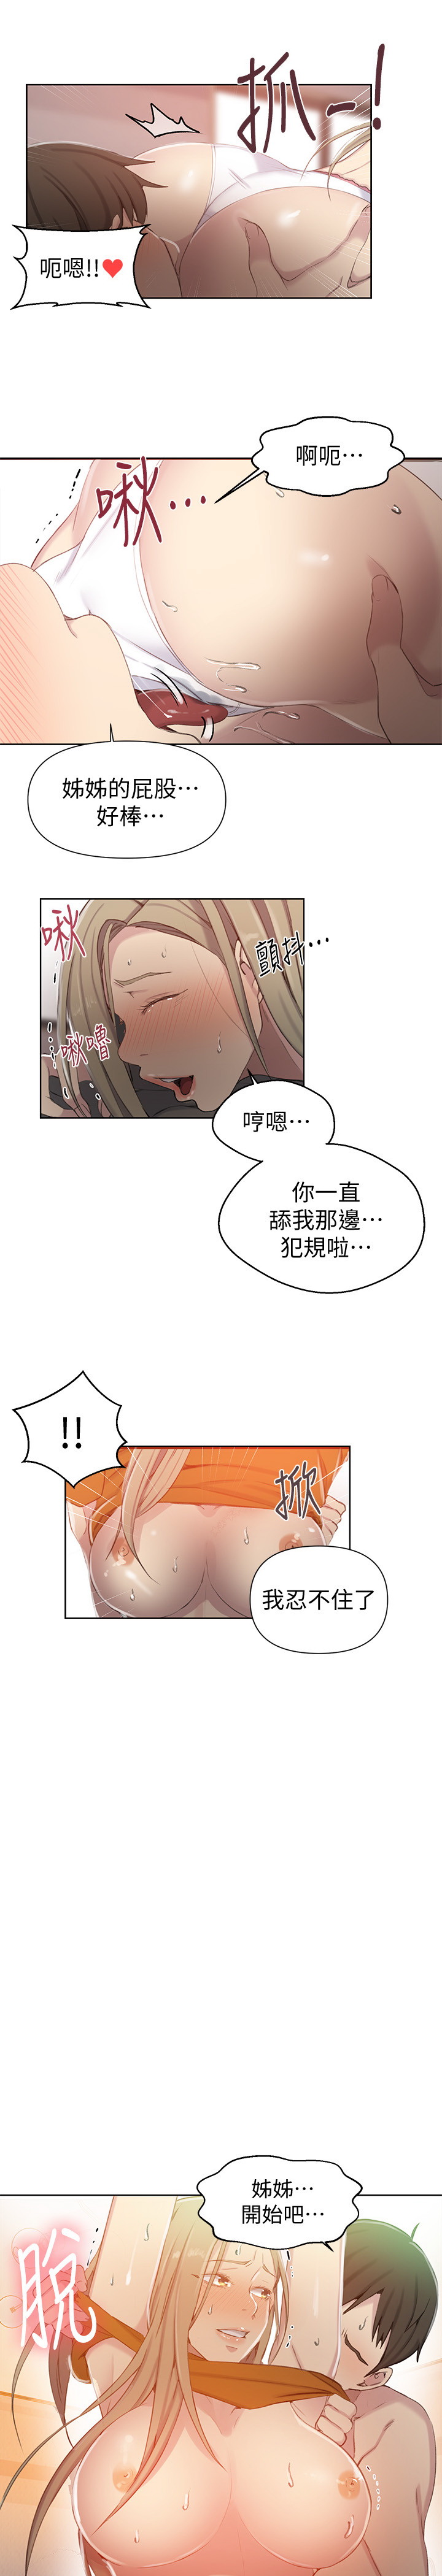 抓一!
呃嗯!!♥
啊呃…
啾…
姊姊的屁股…
好棒…
啾
顫抖…
啾嚕
哼嗯…
你一直
舔我那邊…
犯規啦…
!!
掀
我忍不住了
姊姊…
開始吧…
脫